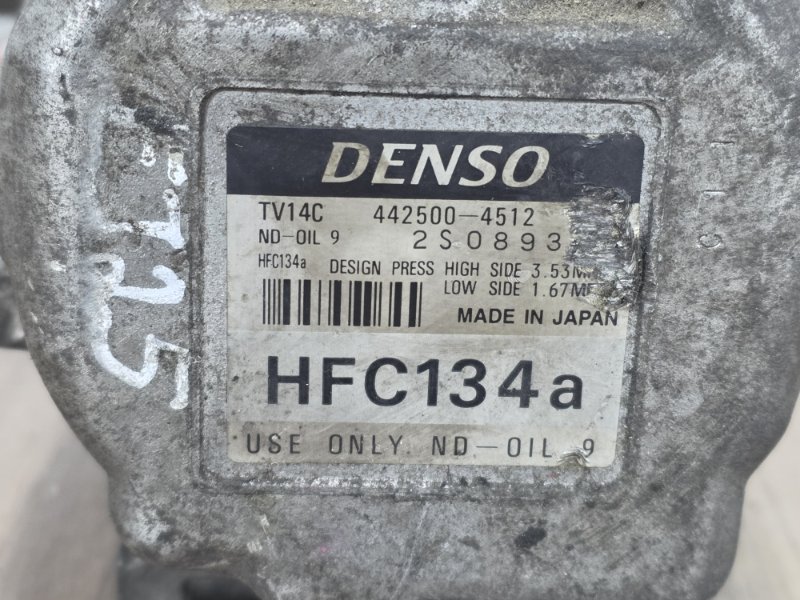 DENSO
TV14C 442500-4512
ND-OIL 9 2S0893
HFC134a DESIGN PRESS HIGH SIDE 3.53M
LOW SIDE 1.67MP
MADE IN JAPAN
HFC134a
USE ONLY ND-OIL 9